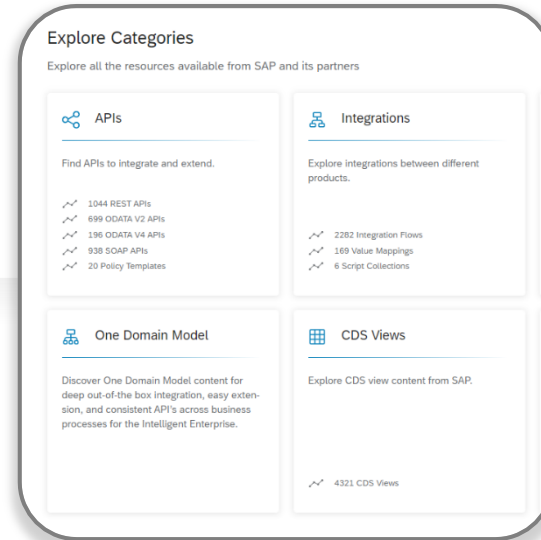 Explore Categories
Explore all the resources available from SAP and its partners
APIs
Find APIs to integrate and extend.
1044 REST APIs
699 ODATA V2 APIs
196 ODATA V4 APIs
938 SOAP APIs
20 Policy Templates
Integrations
Explore integrations between different
products.
2282 Integration Flows
169 Value Mappings
6 Script Collections
One Domain Model
Discover One Domain Model content for
deep out-of-the box integration, easy exten-
sion, and consistent API's across business
processes for the Intelligent Enterprise.
CDS Views
Explore CDS view content from SAP.
4321 CDS Views